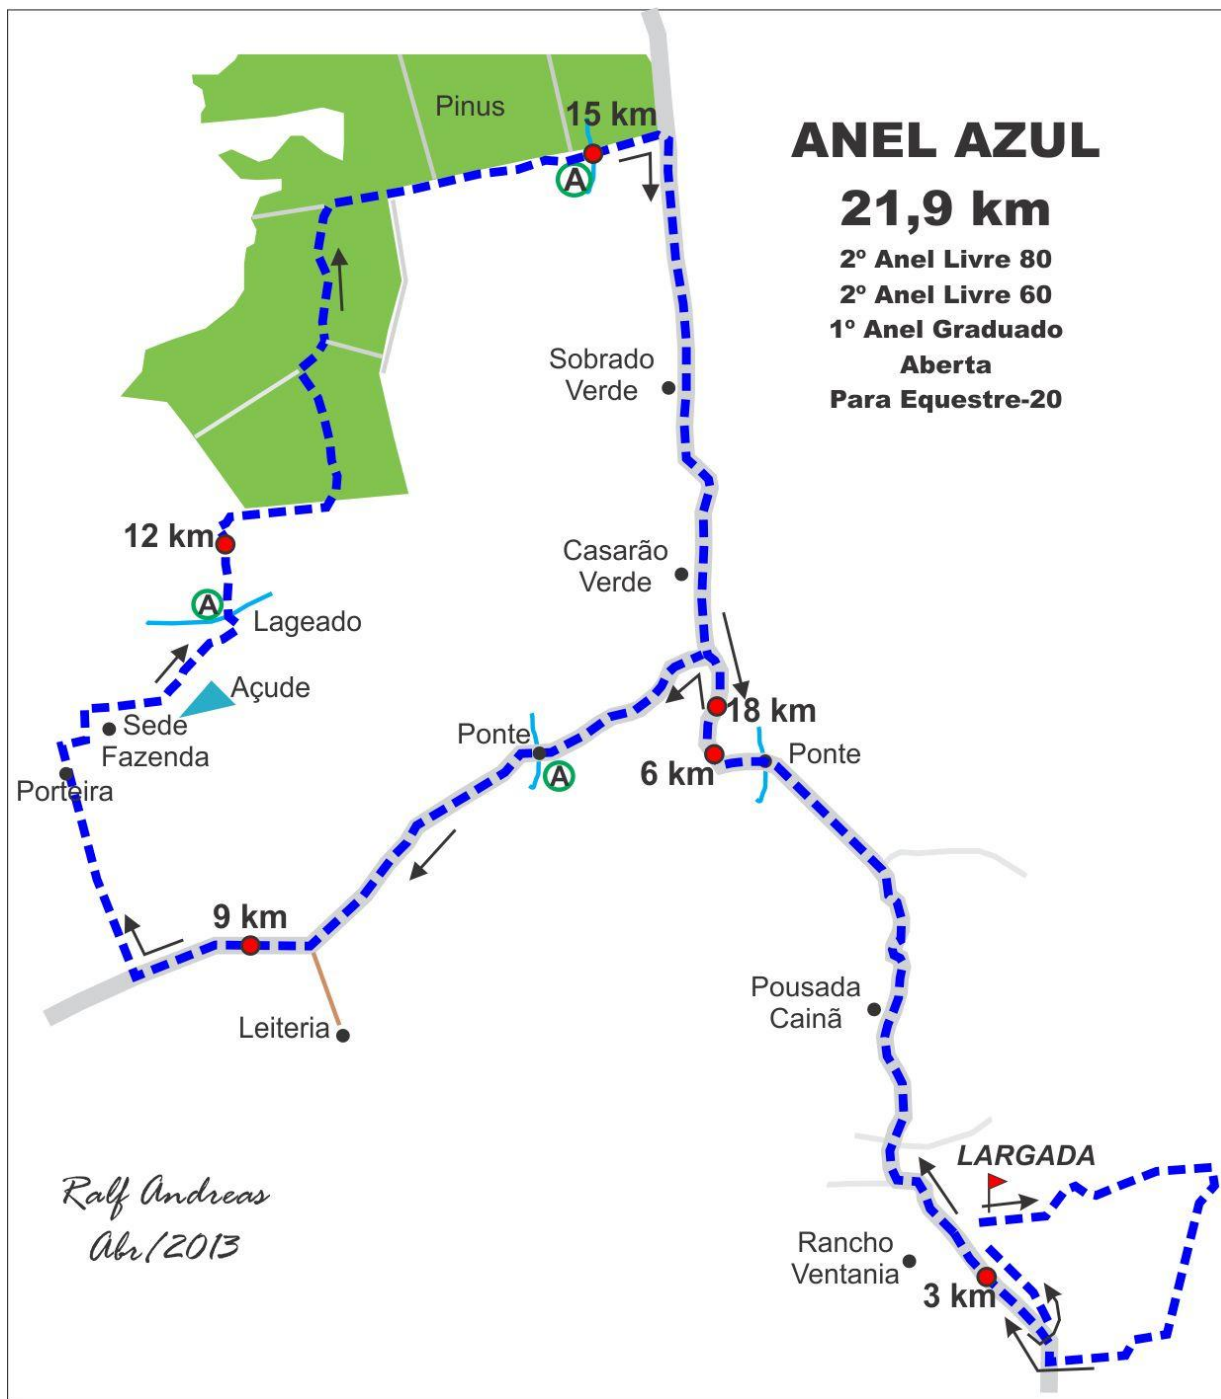 ANEL AZUL
21,9 km
2º Anel Livre 80
2º Anel Livre 60
1º Anel Graduado
Aberta
Para Equestre-20
Pinus
15 km
A
Sobrado
Verde
12 km
Casarão
Verde
A
Lageado
Açude
Sede
Fazenda
Porteira
18 km
Ponte
A
6 km
Ponte
9 km
Leiteria
Pousada
Cainã
LARGADA
Rancho
Ventania
3 km
Ralf Andreas
Abr/2013